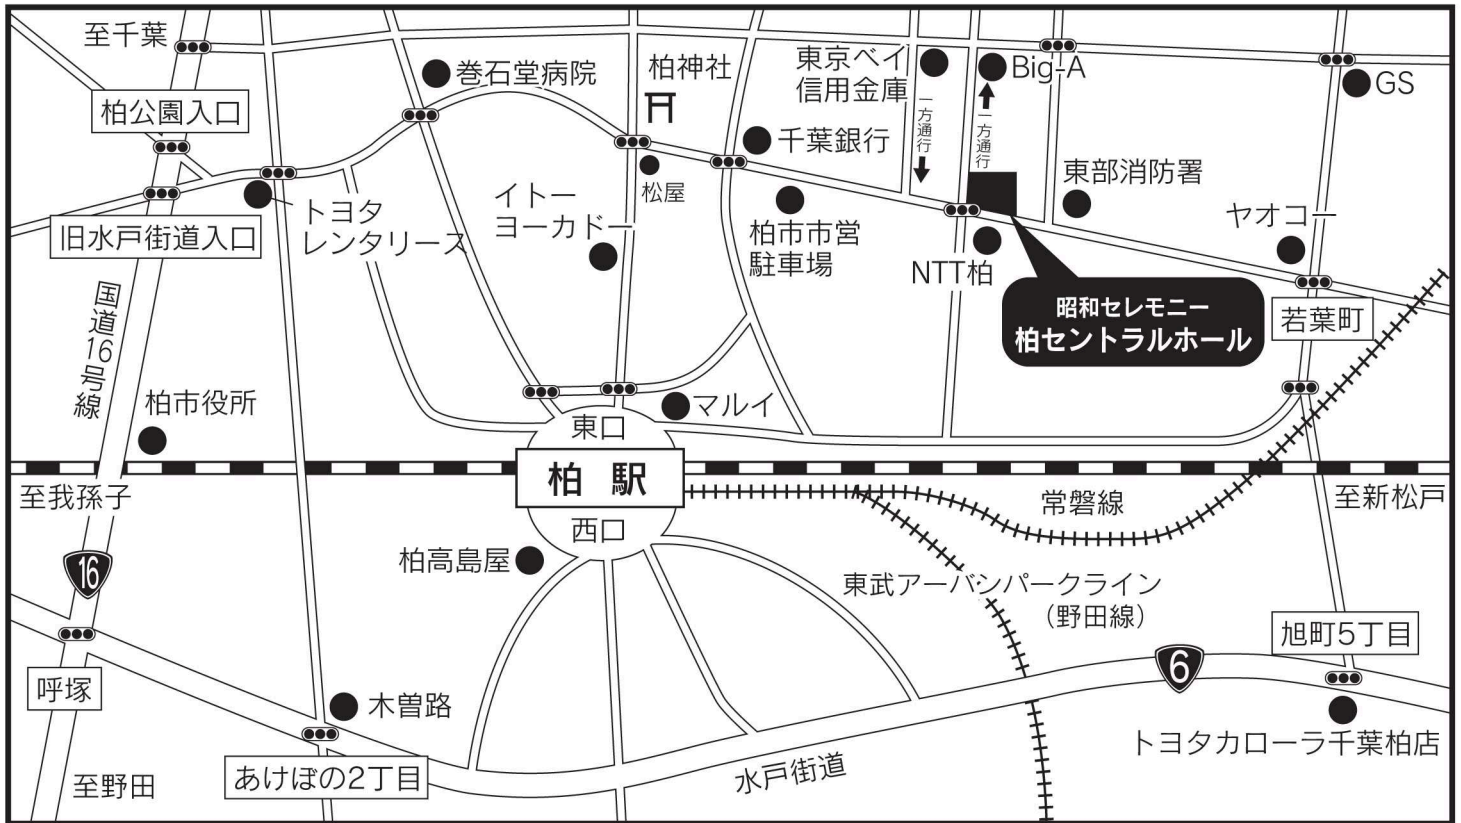 至千葉
巻石堂病院
柏神社
東京ベイ
信用金庫
Big-A
GS
柏公園入口
一方通行
一方通行
千葉銀行
松屋
東部消防署
トヨタ
レンタリース
イトー
ヨーカドー
柏市市営
駐車場
ヤオコー
旧水戸街道入口
NTT柏
国道16号線
昭和セレモニー
柏セントラルホール
若葉町
柏市役所
マルイ
東口
柏駅
西口
至我孫子
常磐線
至新松戸
16
柏高島屋
東武アーバンパークライン
（野田線）
旭町5丁目
6
呼塚
木曽路
トヨタカローラ千葉柏店
水戸街道
あけぼの2丁目
至野田